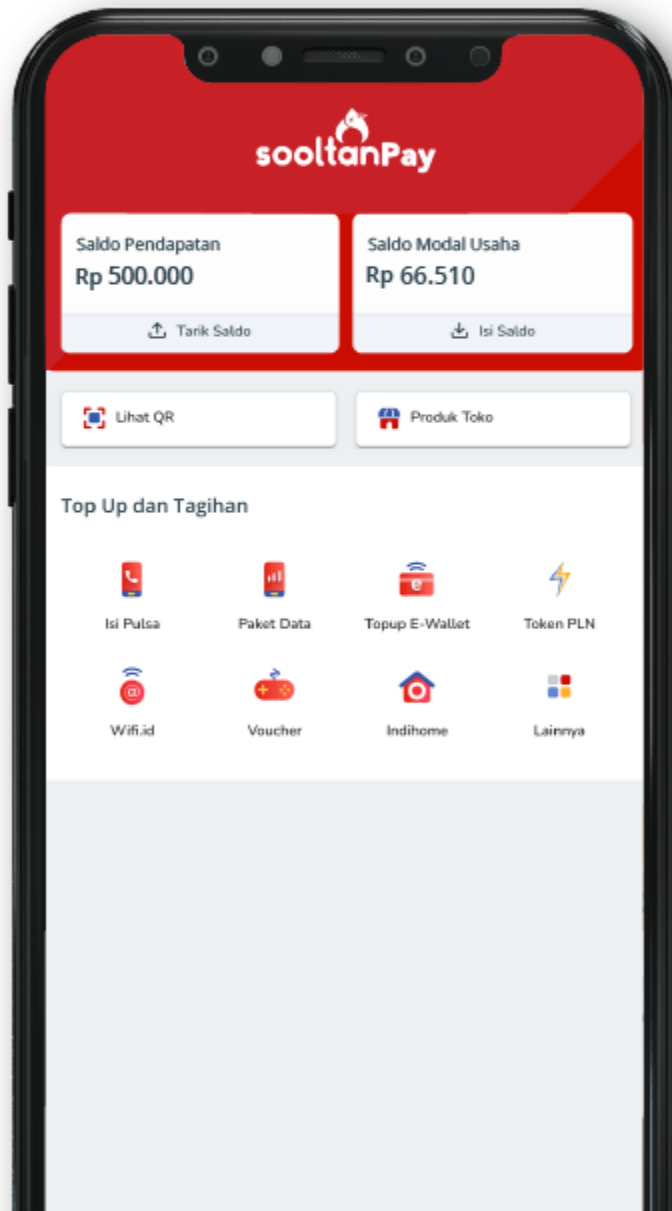 sooltanPay
Saldo Pendapatan
Rp 500.000
Tarik Saldo
Saldo Modal Usaha
Rp 66.510
Isi Saldo
Lihat QR
Produk Toko
Top Up dan Tagihan
Isi Pulsa
Paket Data
Topup E-Wallet
Token PLN
Wifi.id
Voucher
Indihome
Lainnya